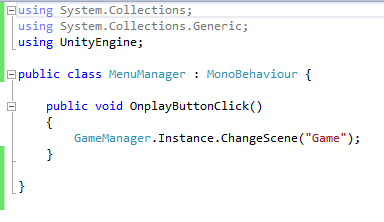 using System.Collections;
using System.Collections.Generic;
using UnityEngine;
public class MenuManager : MonoBehaviour {
public void OnplayButtonClick()
{
GameManager.Instance.ChangeScene("Game");
}
}